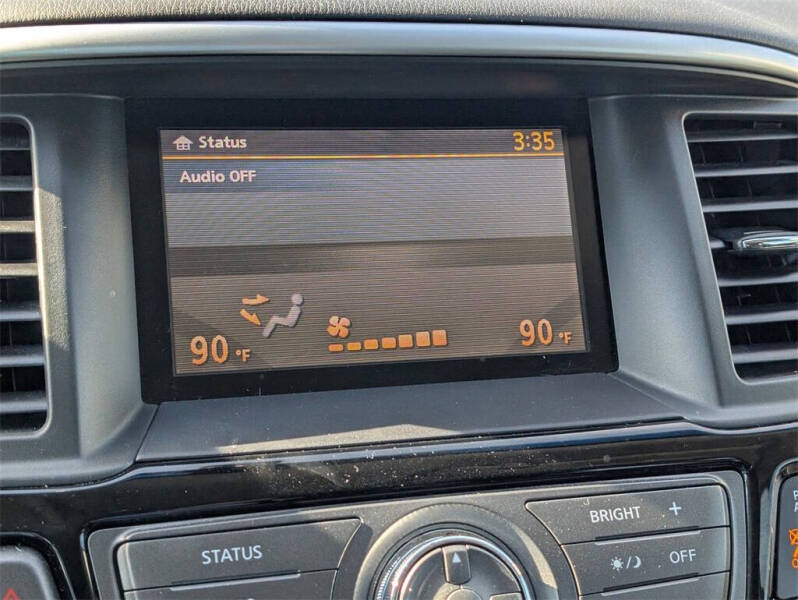 Status 3:35
Audio OFF
90 °F 90 °F
BRIGHT +
STATUS
/ OFF